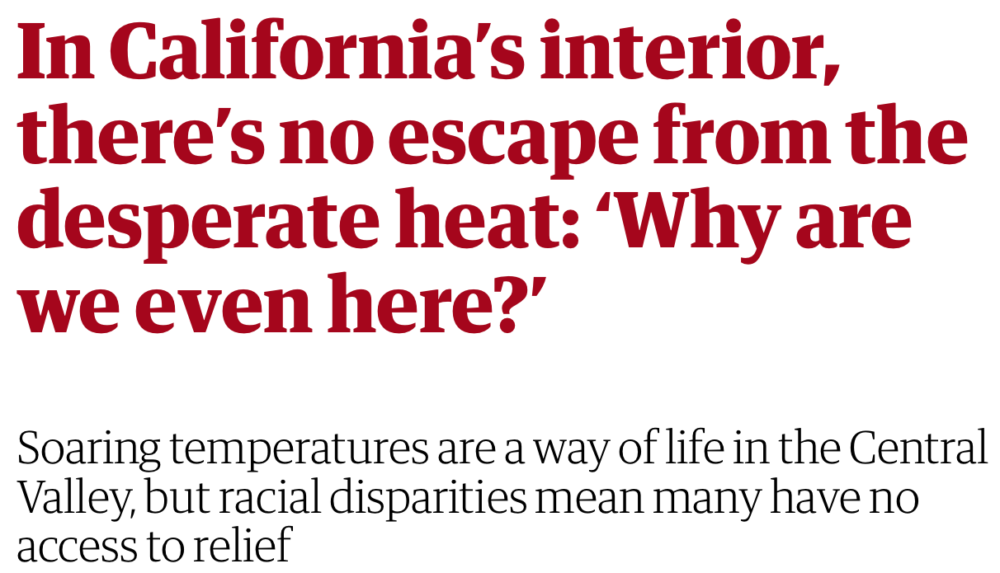 In California’s interior,
there’s no escape from the
desperate heat: ‘Why are
we even here?’
Soaring temperatures are a way of life in the Central
Valley, but racial disparities mean many have no
access to relief